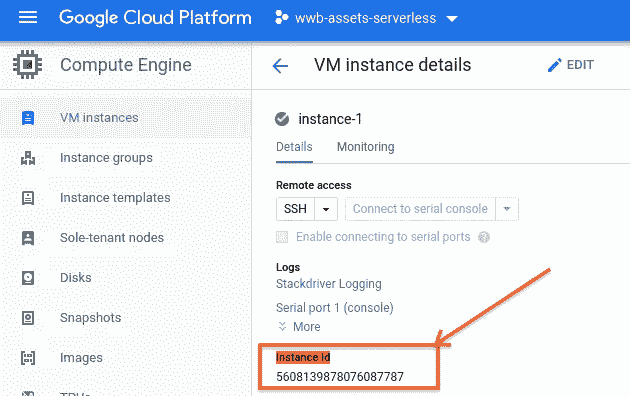 Google Cloud Platform
wwb-assets-serverless
Compute Engine
VM instances
Instance groups
Instance templates
Sole-tenant nodes
Disks
Snapshots
Images
VM instance details
EDIT
instance-1
Details Monitoring
Remote access
SSH
Connect to serial console
Enable connecting to serial ports
Logs
Stackdriver Logging
Serial port 1 (console)
More
Instance Id
5608139878076087787